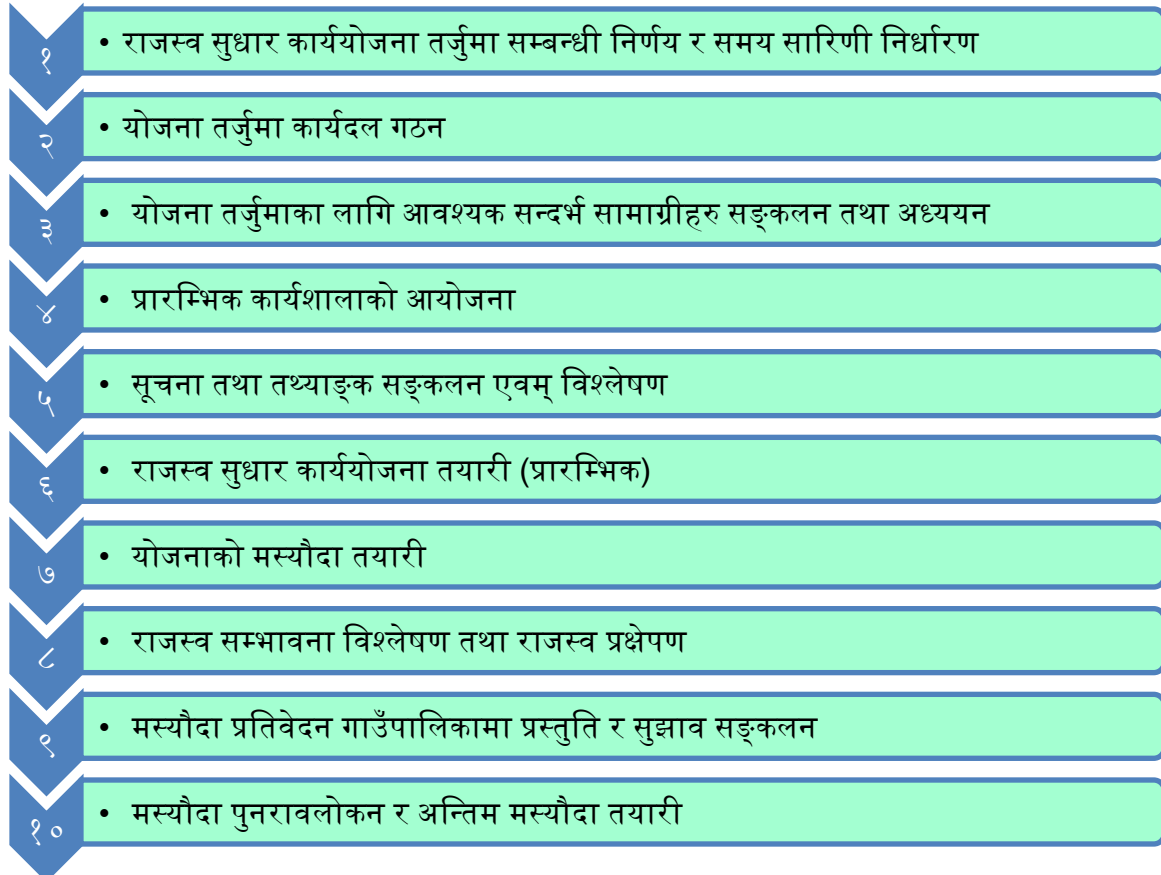 १ • राजस्व सुधार कार्ययोजना तर्जुमा सम्बन्धी निर्णय र समय सारिणी निर्धारण
२ • योजना तर्जुमा कार्यदल गठन
३ • योजना तर्जुमाका लागि आवश्यक सन्दर्भ सामाग्रीहरु सङ्कलन तथा अध्ययन
४ • प्रारम्भिक कार्यशालाको आयोजना
५ • सूचना तथा तथ्याङ्क सङ्कलन एवम् विश्लेषण
६ • राजस्व सुधार कार्ययोजना तयारी (प्रारम्भिक)
७ • योजनाको मस्यौदा तयारी
८ • राजस्व सम्भावना विश्लेषण तथा राजस्व प्रक्षेपण
९ • मस्यौदा प्रतिवेदन गाउँपालिकामा प्रस्तुति र सुझाव सङ्कलन
१० • मस्यौदा पुनरावलोकन र अन्तिम मस्यौदा तयारी